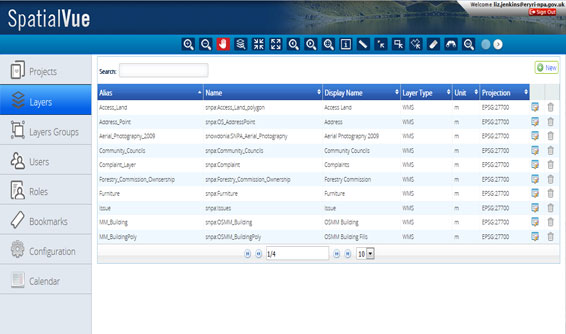 Welcome liz.jenkins@eryri-npa.gov.uk
Sign Out
SpatialVue
Projects
Layers
Layers Groups
Users
Roles
Bookmarks
Configuration
Calendar
Search:
New
Alias Name Display Name Layer Type Unit Projection
Access_Land snpa:Access_Land_polygon Access Land WMS m EPSG:27700
Address_Point snpa:OS_AddressPoint Address WMS m EPSG:27700
Aerial_Photography_2009 snowdonia:SNPA_Aerial_Photograpny Aerial Photography 2009 WMS m EPSG:27700
Community_Councils snpa:Community_Councils Community Councils WMS m EPSG:27700
Complaint_Layer snpa:Complaint Complaints WMS m EPSG:27700
Forestry_Commission_Ownsership snpa:Forestry_Commission_Ownership Forestry Commission WMS m EPSG:27700
Furniture snpa:Furniture Furniture WMS m EPSG:27700
Issue snpa:Issues Issue WMS m EPSG:27700
MM_Building snpa:OSMM_Building OSMM Building WMS m EPSG:27700
MM_BuildingPoly snpa:OSMM_BuildingPoly OSMM Building Fills WMS m EPSG:27700
1/4 10